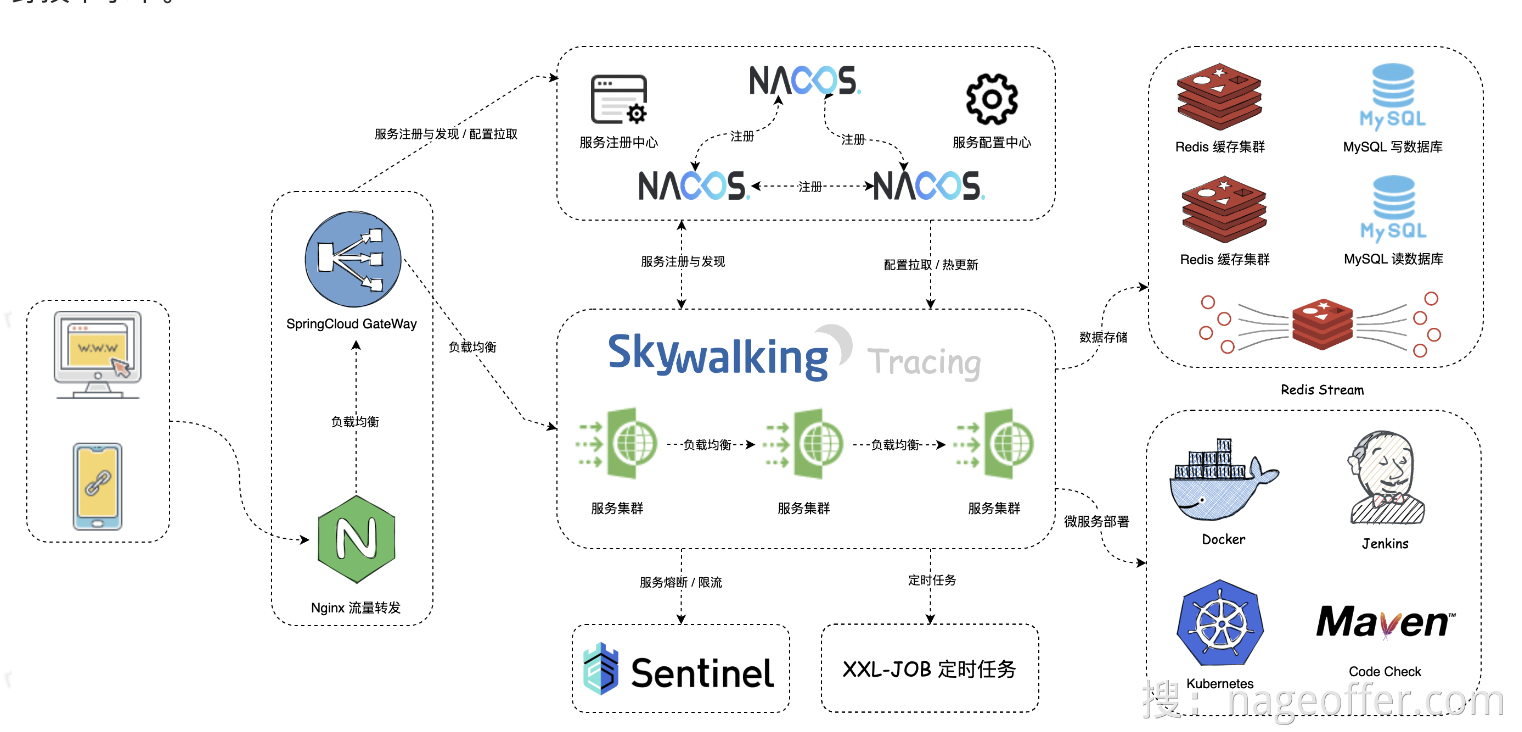 NACOS.
服务注册中心
服务配置中心
注册
注册
NACOS.
注册
NACOS.
服务注册与发现 / 配置拉取
SpringCloud GateWay
负载均衡
Nginx 流量转发
W.W.W
负载均衡
服务注册与发现
配置拉取 / 热更新
Skywalking Tracing
负载均衡
负载均衡
服务集群
服务集群
服务集群
服务熔断 / 限流
定时任务
Sentinel
XXL-JOB 定时任务
数据存储
微服务部署
Redis 缓存集群
MySQL
MySQL 写数据库
Redis 缓存集群
MySQL
MySQL 读数据库
Redis Stream
Docker
Jenkins
Kubernetes
Maven™
Code Check
搜：nageoffer.com